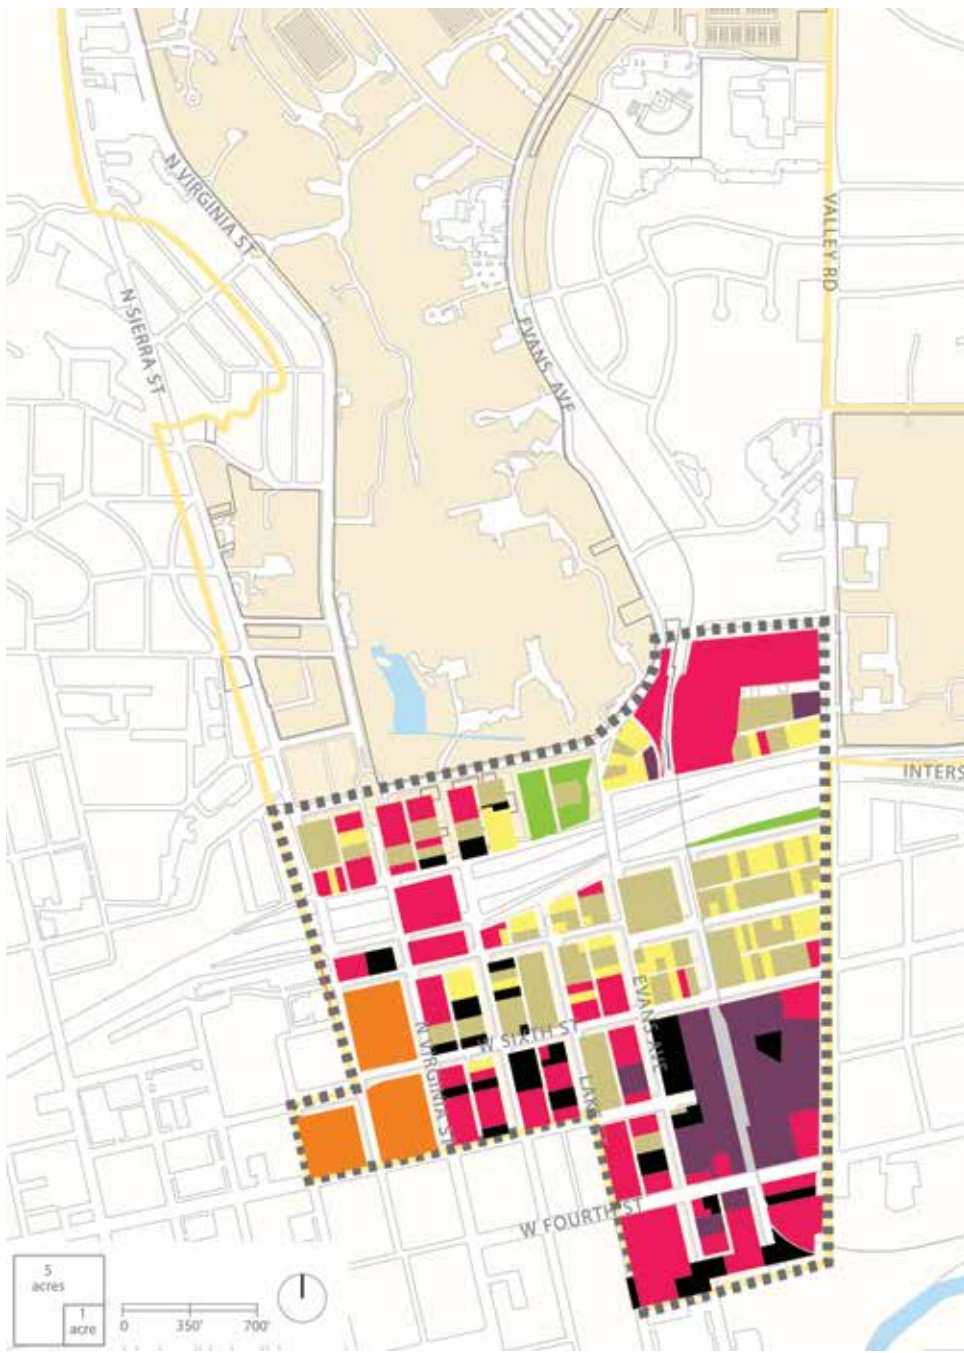 N VIRGINIA ST
VALLEY RD
N SIERRA ST
EVANS AVE
INTERS
EVANS AVE
N VIRGINIA ST
W SIXTH ST
LAKE
W FOURTH ST
5
acres
1
acre
0 350' 700'